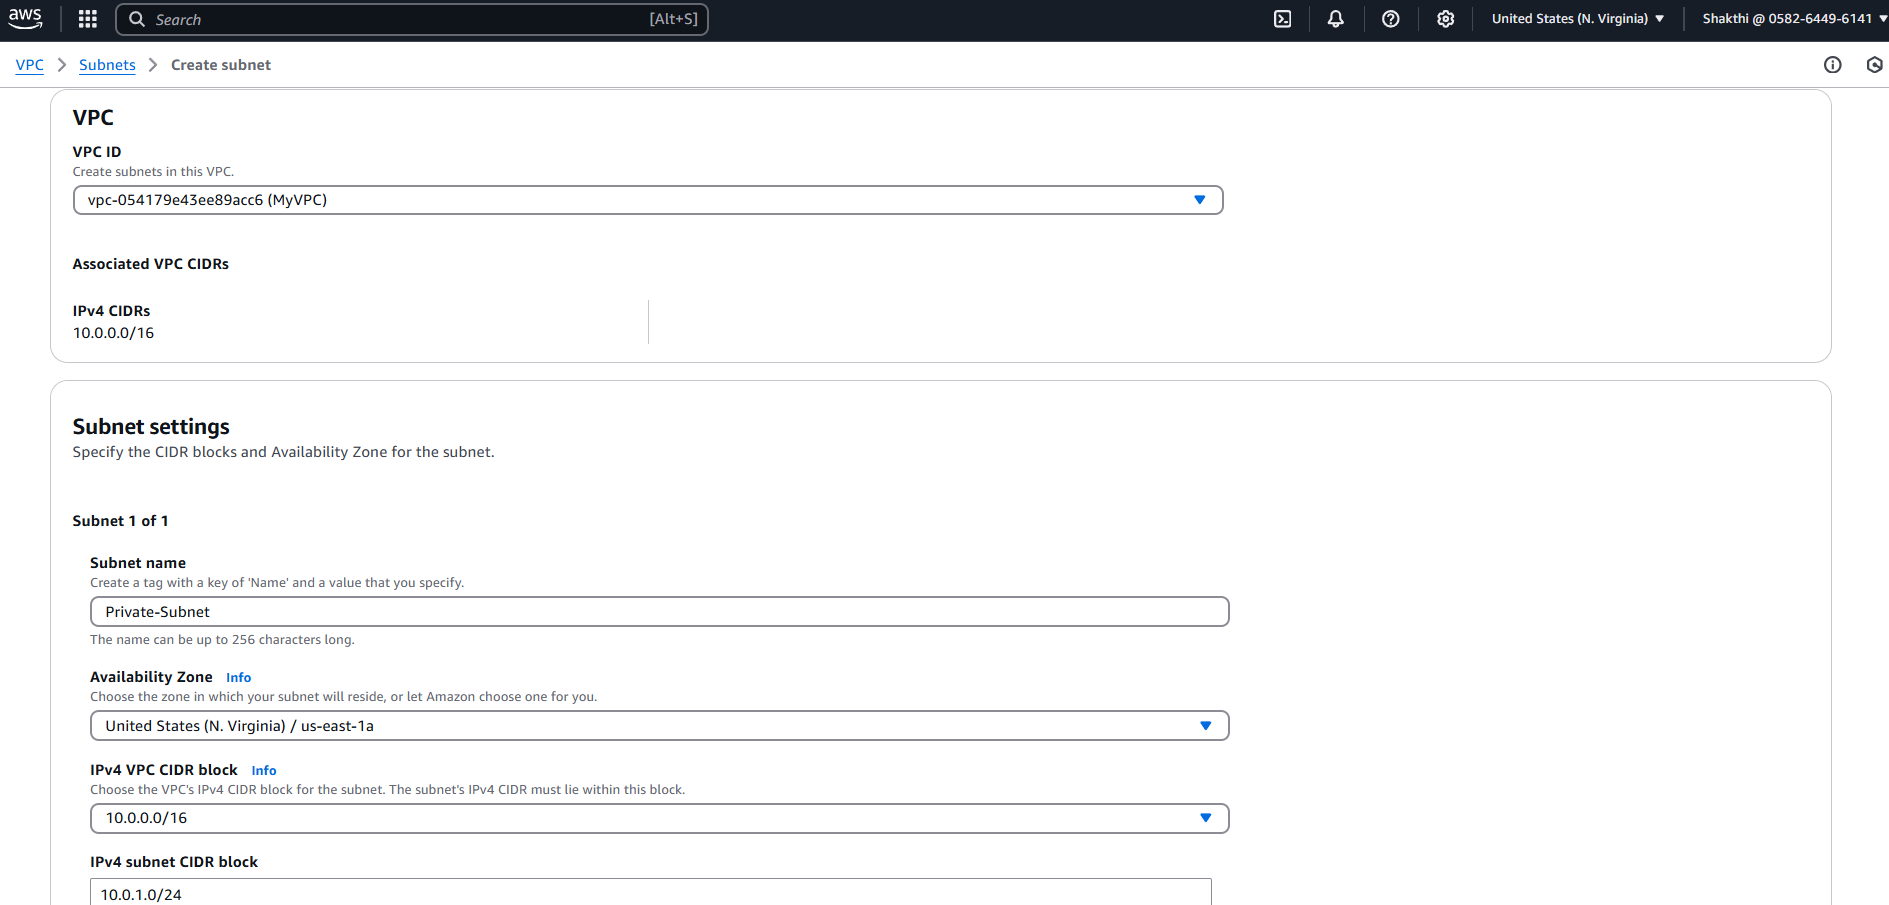 aws Search [Alt+S] United States (N. Virginia) Shakthi @ 0582-6449-6141
VPC Subnets Create subnet
VPC
VPC ID
Create subnets in this VPC.
vpc-054179e43ee89acc6 (MyVPC)
Associated VPC CIDRs
IPv4 CIDRs
10.0.0.0/16
Subnet settings
Specify the CIDR blocks and Availability Zone for the subnet.
Subnet 1 of 1
Subnet name
Create a tag with a key of 'Name' and a value that you specify.
Private-Subnet
The name can be up to 256 characters long.
Availability Zone Info
Choose the zone in which your subnet will reside, or let Amazon choose one for you.
United States (N. Virginia) / us-east-1a
IPv4 VPC CIDR block Info
Choose the VPC's IPv4 CIDR block for the subnet. The subnet's IPv4 CIDR must lie within this block.
10.0.0.0/16
IPv4 subnet CIDR block
10.0.1.0/24